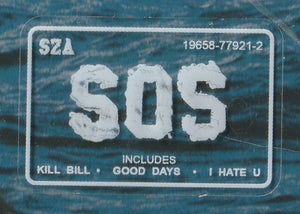 SZA
19658-77921-2
SOS
INCLUDES
KILL BILL • GOOD DAYS • I HATE U